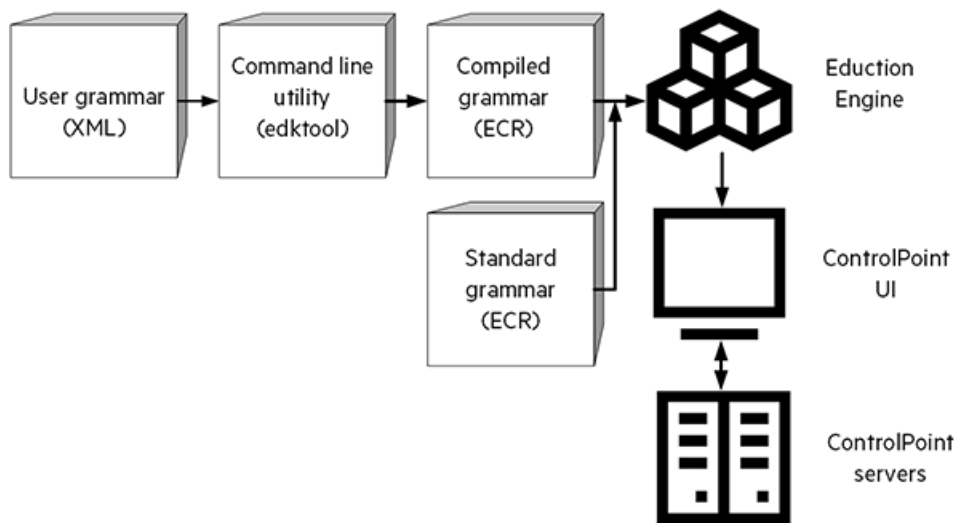 User grammar
(XML)
Command line
utility
(edktool)
Compiled
grammar
(ECR)
Eduction
Engine
Standard
grammar
(ECR)
ControlPoint
UI
ControlPoint
servers